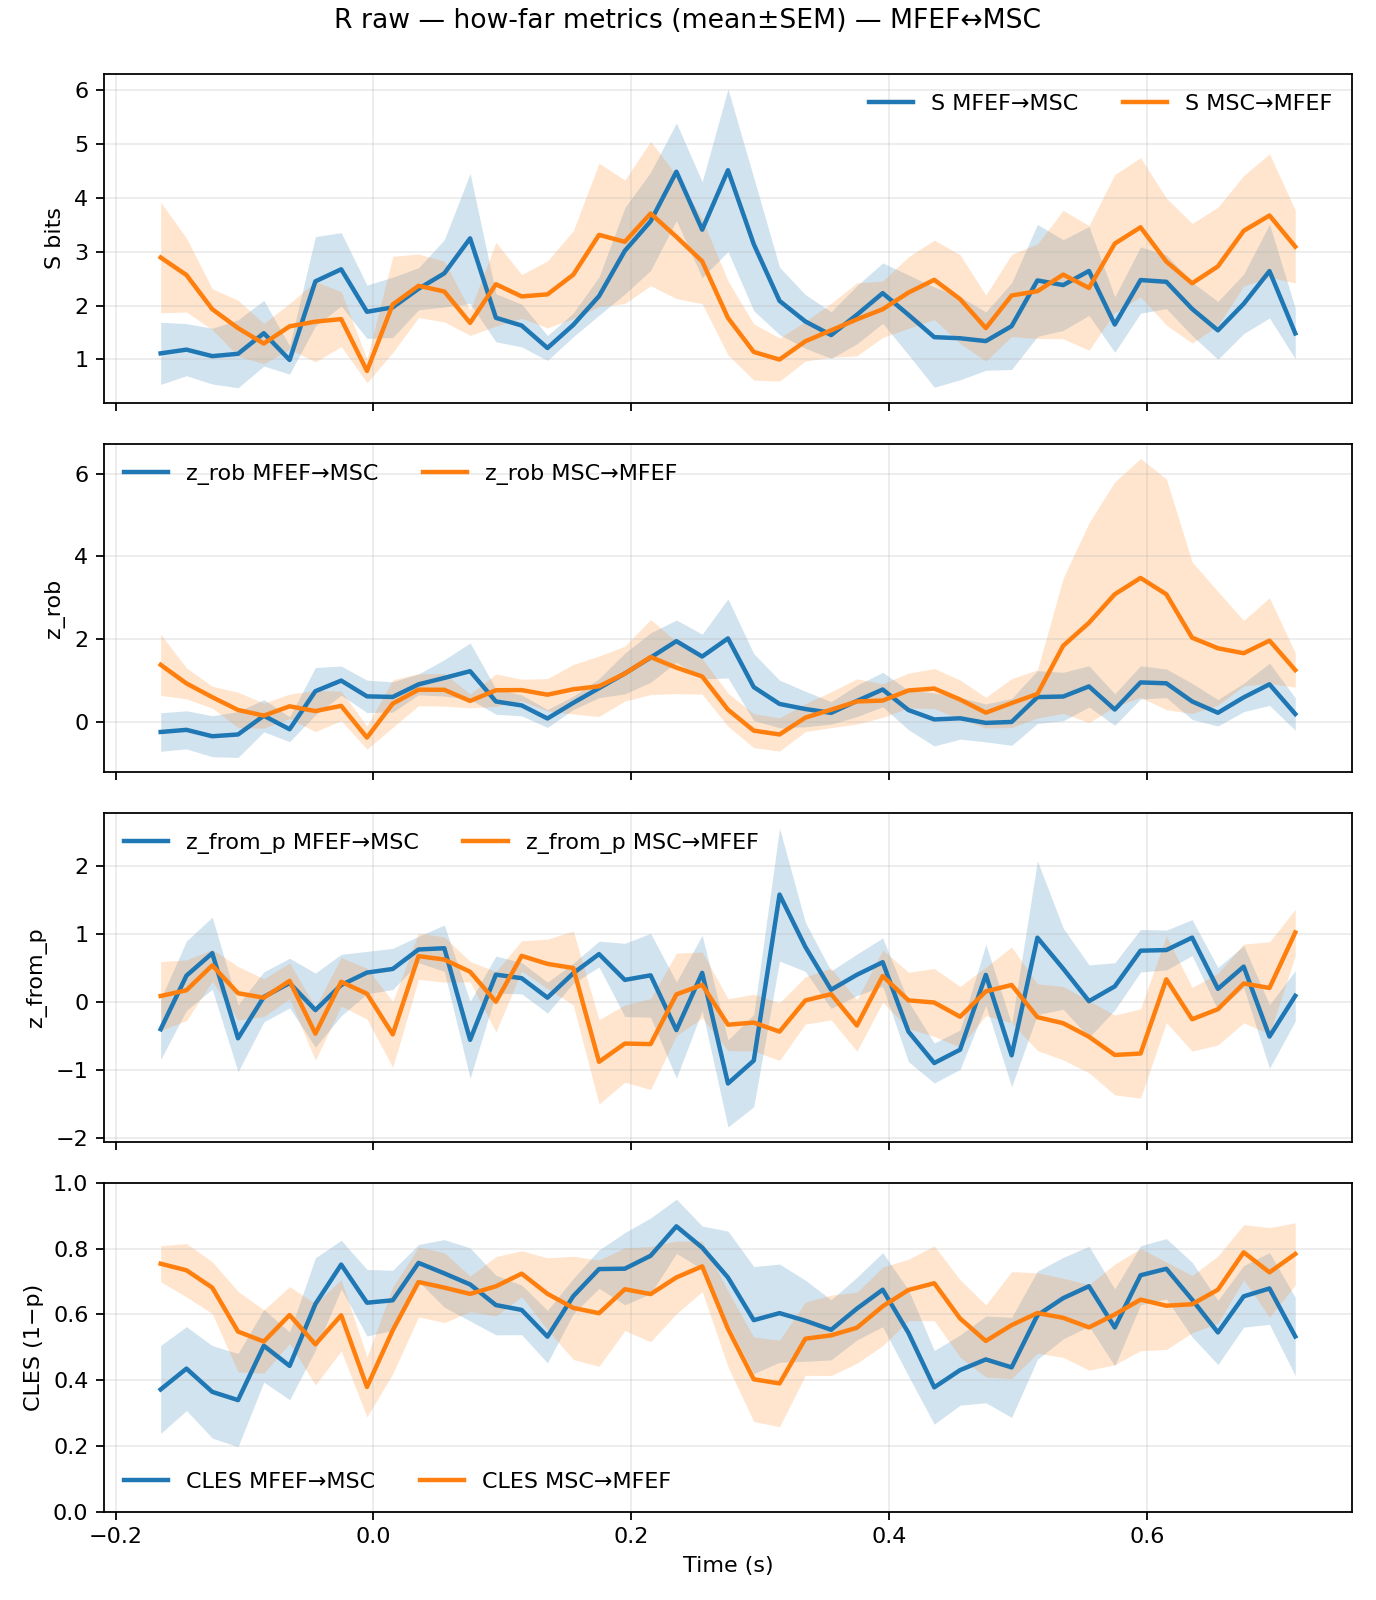 R raw — how-far metrics (mean±SEM) — MFEF↔MSC
S MFEF→MSC S MSC→MFEF
S bits
6
5
4
3
2
1
z_rob MFEF→MSC z_rob MSC→MFEF
z_rob
6
4
2
0
z_from_p MFEF→MSC z_from_p MSC→MFEF
z_from_p
2
1
0
−1
−2
CLES (1−p)
1.0
0.8
0.6
0.4
0.2
0.0
CLES MFEF→MSC CLES MSC→MFEF
−0.2 0.0 0.2 0.4 0.6
Time (s)